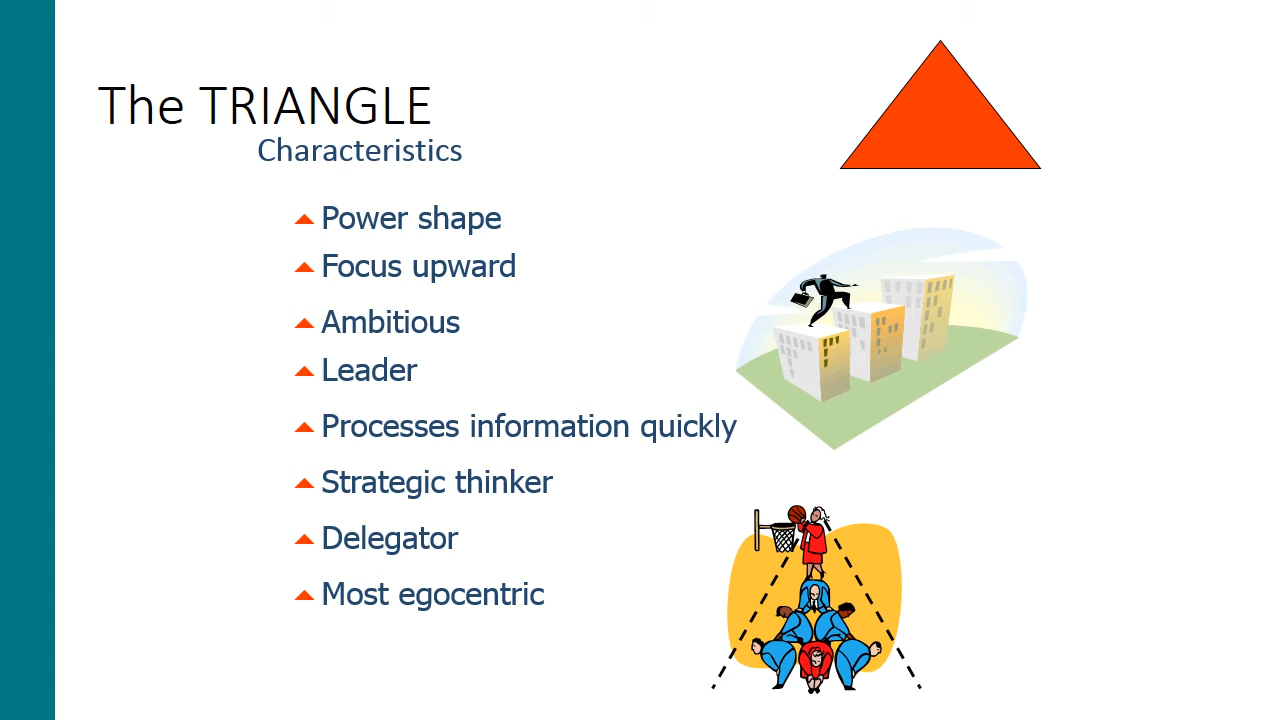 The TRIANGLE
Characteristics
Power shape
Focus upward
Ambitious
Leader
Processes information quickly
Strategic thinker
Delegator
Most egocentric